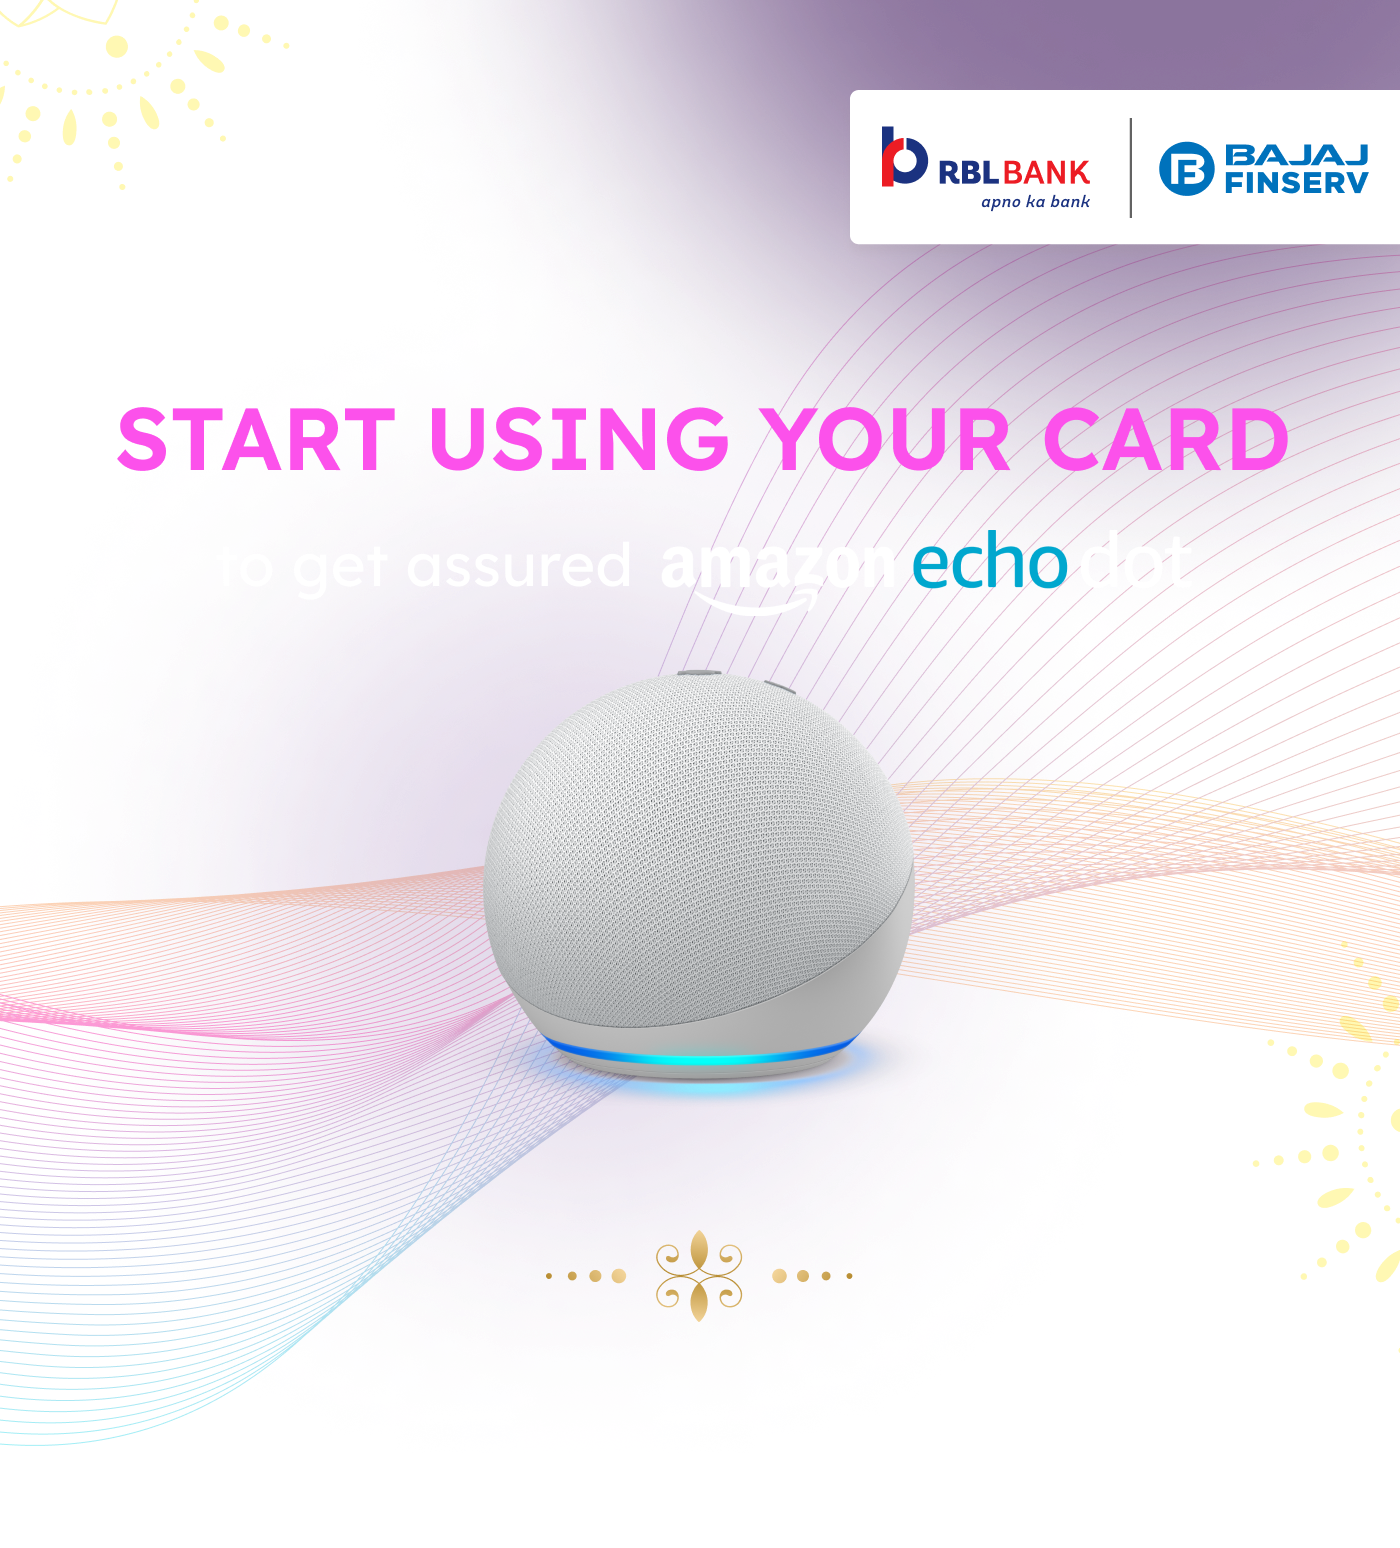 RBL BANK
apno ka bank
BAJAJ
FINSERV
START USING YOUR CARD
to get assured amazon echo dot